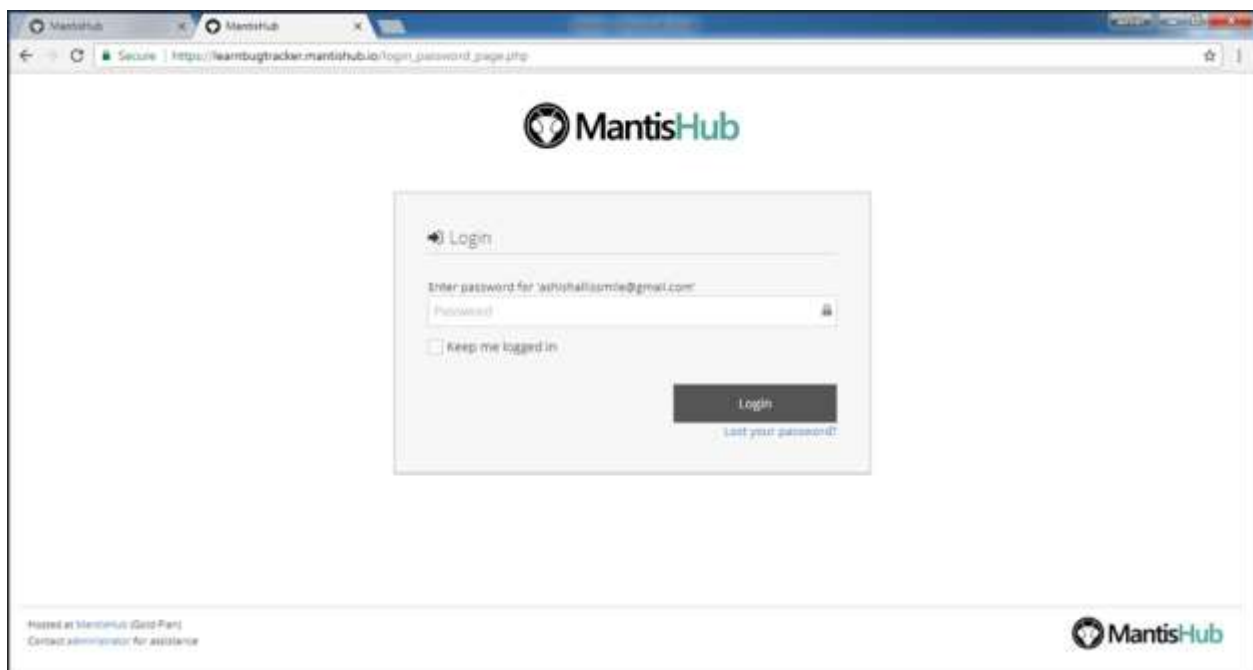 MantisHub
MantisHub
Secure https://learnbugtracker.mantishub.io/login_password_page.php
MantisHub
Login
Enter password for 'ashishallissmile@gmail.com'
Password
Keep me logged in
Login
Lost your password?
Hosted at MantisHub (Gold Plan)
Contact administrator for assistance
MantisHub